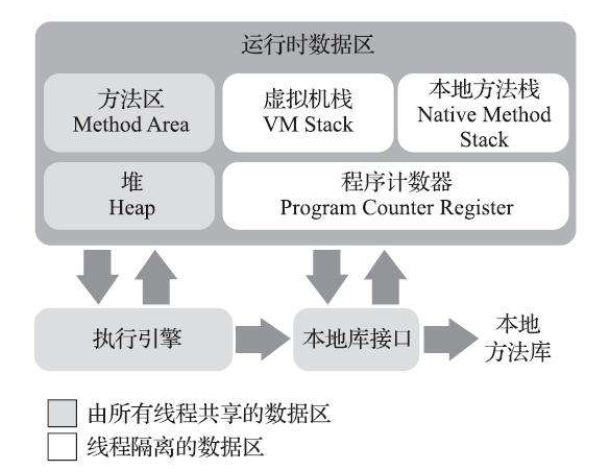 运行时数据区
方法区
Method Area
虚拟机栈
VM Stack
本地方法栈
Native Method
Stack
堆
Heap
程序计数器
Program Counter Register
执行引擎
本地库接口
本地
方法库
由所有线程共享的数据区
线程隔离的数据区